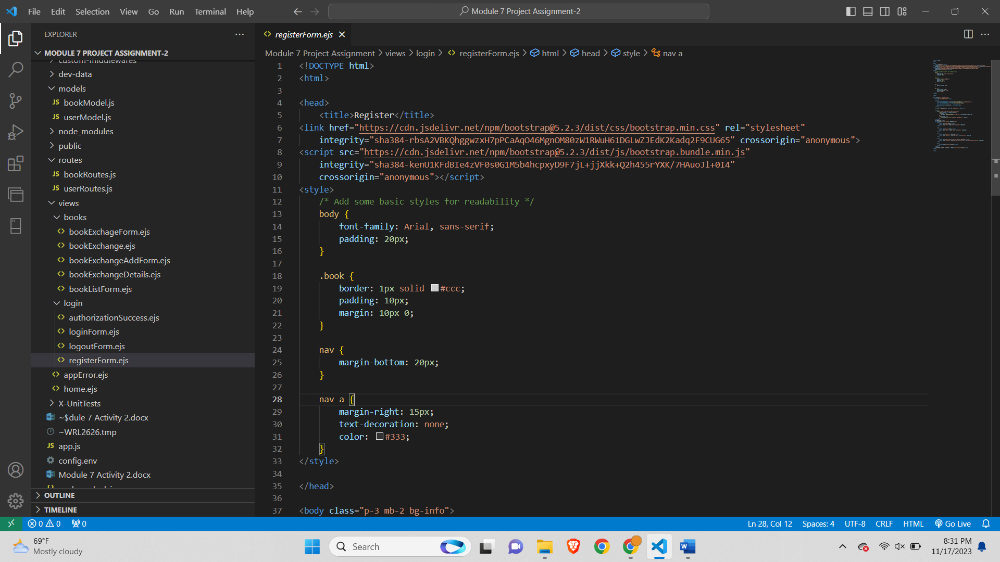 File Edit Selection View Go Run Terminal Help
Module 7 Project Assignment-2
EXPLORER
MODULE 7 PROJECT ASSIGNMENT-2
custom-middlewares
dev-data
models
JS bookModel.js
JS userModel.js
node_modules
public
routes
JS bookRoutes.js
JS userRoutes.js
views
books
bookExchageForm.ejs
bookExchange.ejs
bookExchangeAddForm.ejs
bookExchangeDetails.ejs
bookListForm.ejs
login
authorizationSuccess.ejs
loginForm.ejs
logoutForm.ejs
registerForm.ejs
appError.ejs
home.ejs
X-UnitTests
~$dule 7 Activity 2.docx
~WRL2626.tmp
JS app.js
config.env
Module 7 Activity 2.docx
OUTLINE
TIMELINE
registerForm.ejs
Module 7 Project Assignment > views > login > registerForm.ejs > html > head > style > nav a
1 <!DOCTYPE html>
2 <html>
3
4 <head>
5 <title>Register</title>
6 <link href="https://cdn.jsdelivr.net/npm/bootstrap@5.2.3/dist/css/bootstrap.min.css" rel="stylesheet"
7 integrity="sha384-rbsA2VBKQhggwzxH7pPCaAqO46MgnOM80zW1RWuH61DGLwZJEdK2Kadq2F9CUG65" crossorigin="anonymous">
8 <script src="https://cdn.jsdelivr.net/npm/bootstrap@5.2.3/dist/js/bootstrap.bundle.min.js"
9 integrity="sha384-kenU1KFdBIe4zVF0s0G1M5b4hcpxyD9F7jL+jjXkk+Q2h455rYXK/7HAuoJl+0I4"
10 crossorigin="anonymous"></script>
11 <style>
12 /* Add some basic styles for readability */
13 body {
14 font-family: Arial, sans-serif;
15 padding: 20px;
16 }
17
18 .book {
19 border: 1px solid #ccc;
20 padding: 10px;
21 margin: 10px 0;
22 }
23
24 nav {
25 margin-bottom: 20px;
26 }
27
28 nav a {
29 margin-right: 15px;
30 text-decoration: none;
31 color: #333;
32 }
33 </style>
34
35 </head>
36
37 <body class="p-3 mb-2 bg-info">
0 0 0
Ln 28, Col 12 Spaces: 4 UTF-8 CRLF HTML Go Live
69°F
Mostly cloudy
Search
8:31 PM
11/17/2023